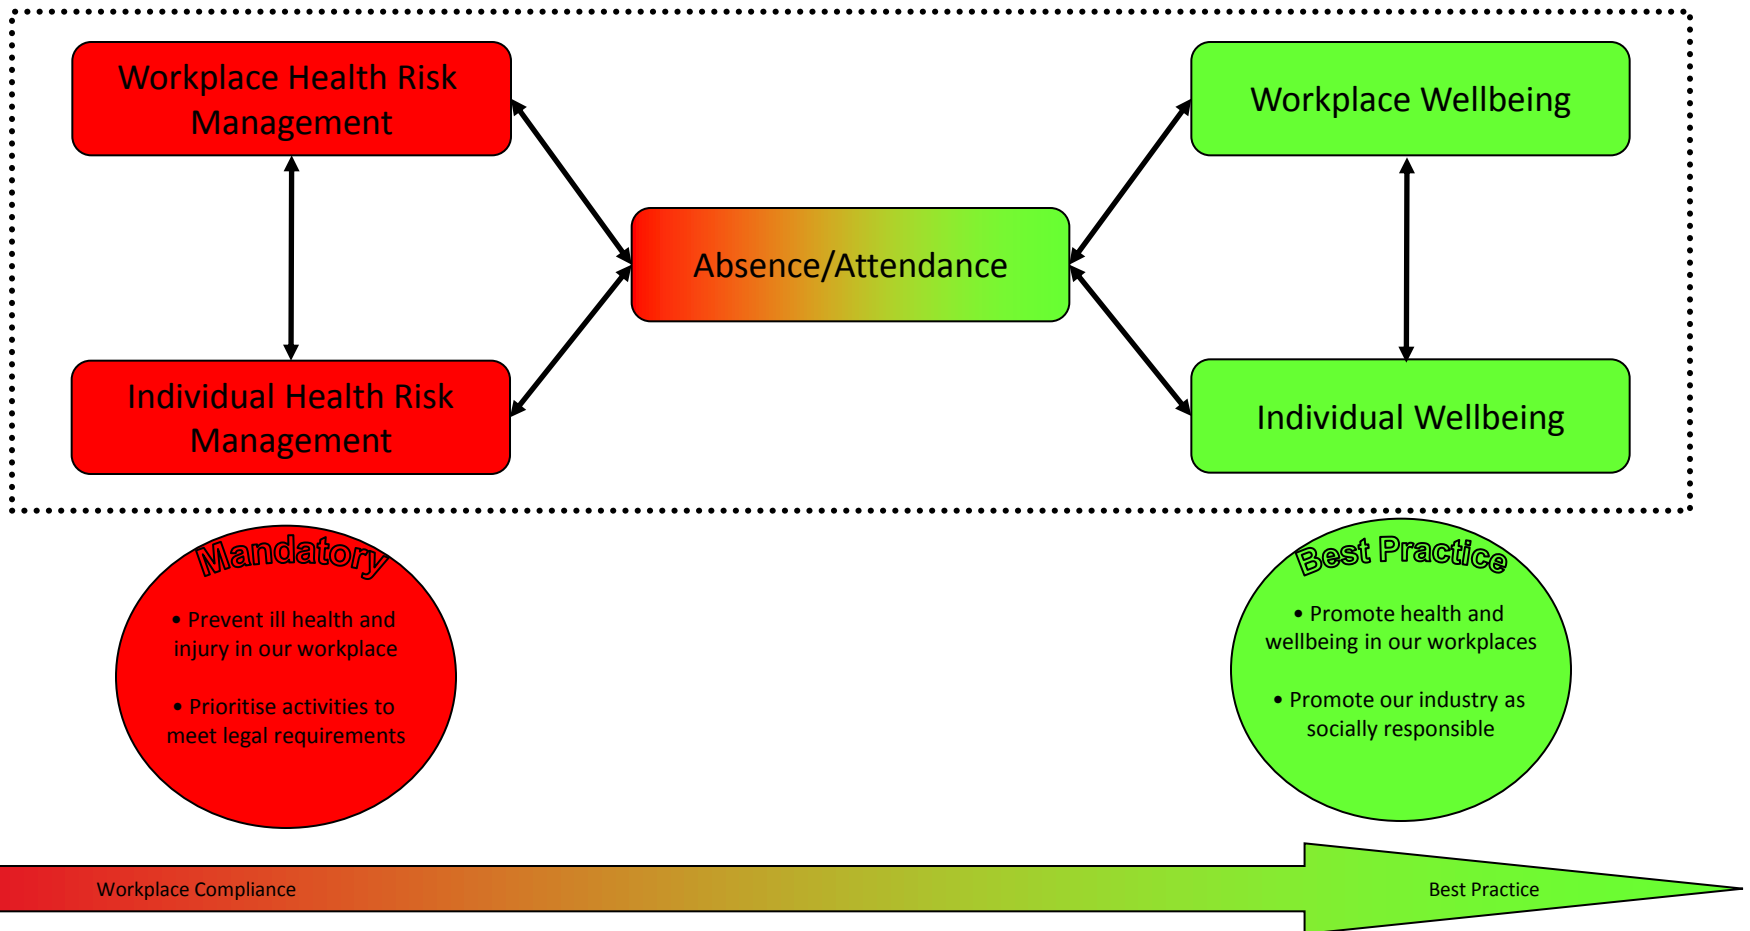 Workplace Health Risk
Management
Workplace Wellbeing
Absence/Attendance
Individual Health Risk
Management
Individual Wellbeing
Mandatory
• Prevent ill health and
injury in our workplace
• Prioritise activities to
meet legal requirements
Best Practice
• Promote health and
wellbeing in our workplaces
• Promote our industry as
socially responsible
Workplace Compliance
Best Practice